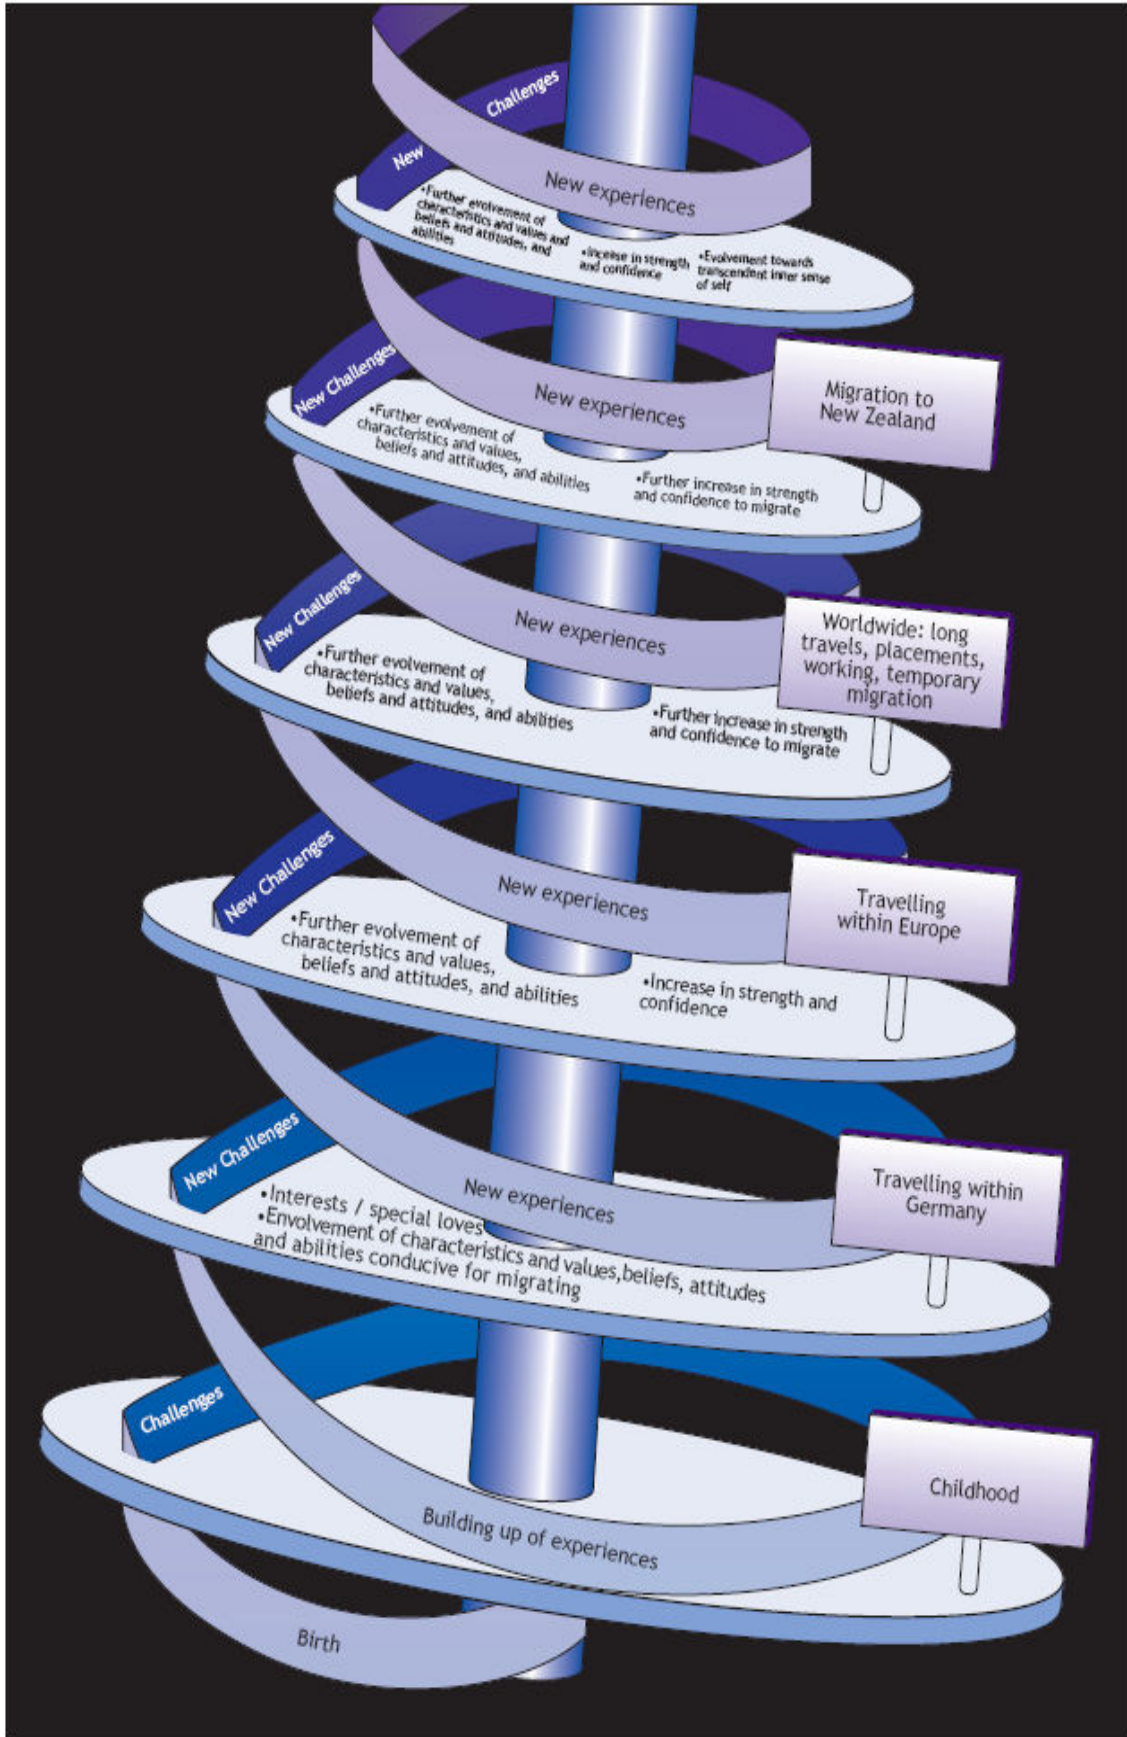 New Challenges
New experiences
•Further evolvement of
characteristics and values and
beliefs and attitudes, and
abilities
•Increase in strength
and confidence
•Evolvement towards
transcendent inner sense
of self
New Challenges
New experiences
Migration to
New Zealand
•Further evolvement of
characteristics and values,
beliefs and attitudes, and abilities
•Further increase in strength
and confidence to migrate
New Challenges
New experiences
Worldwide: long
travels, placements,
working, temporary
migration
•Further evolvement of
characteristics and values,
beliefs and attitudes, and abilities
•Further increase in strength
and confidence to migrate
New Challenges
New experiences
Travelling
within Europe
•Further evolvement of
characteristics and values,
beliefs and attitudes, and abilities
•Increase in strength and
confidence
New Challenges
New experiences
Travelling within
Germany
•Interests / special loves
•Envolvement of characteristics and values,beliefs, attitudes
and abilities conducive for migrating
Challenges
Building up of experiences
Childhood
Birth